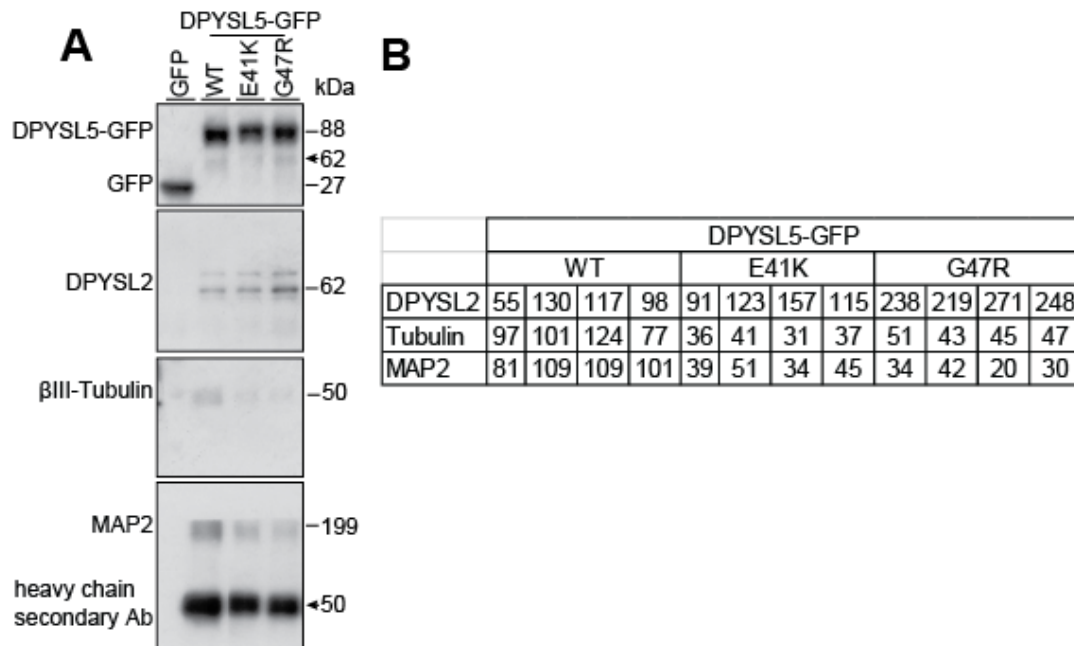 A
DPYSL5-GFP
GFP WT E41K G47R kDa
DPYSL5-GFP 88
62
GFP 27
DPYSL2 62
βIII-Tubulin 50
MAP2 199
heavy chain
secondary Ab 50
B
DPYSL5-GFP
WT E41K G47R
DPYSL2 55 130 117 98 91 123 157 115 238 219 271 248
Tubulin 97 101 124 77 36 41 31 37 51 43 45 47
MAP2 81 109 109 101 39 51 34 45 34 42 20 30